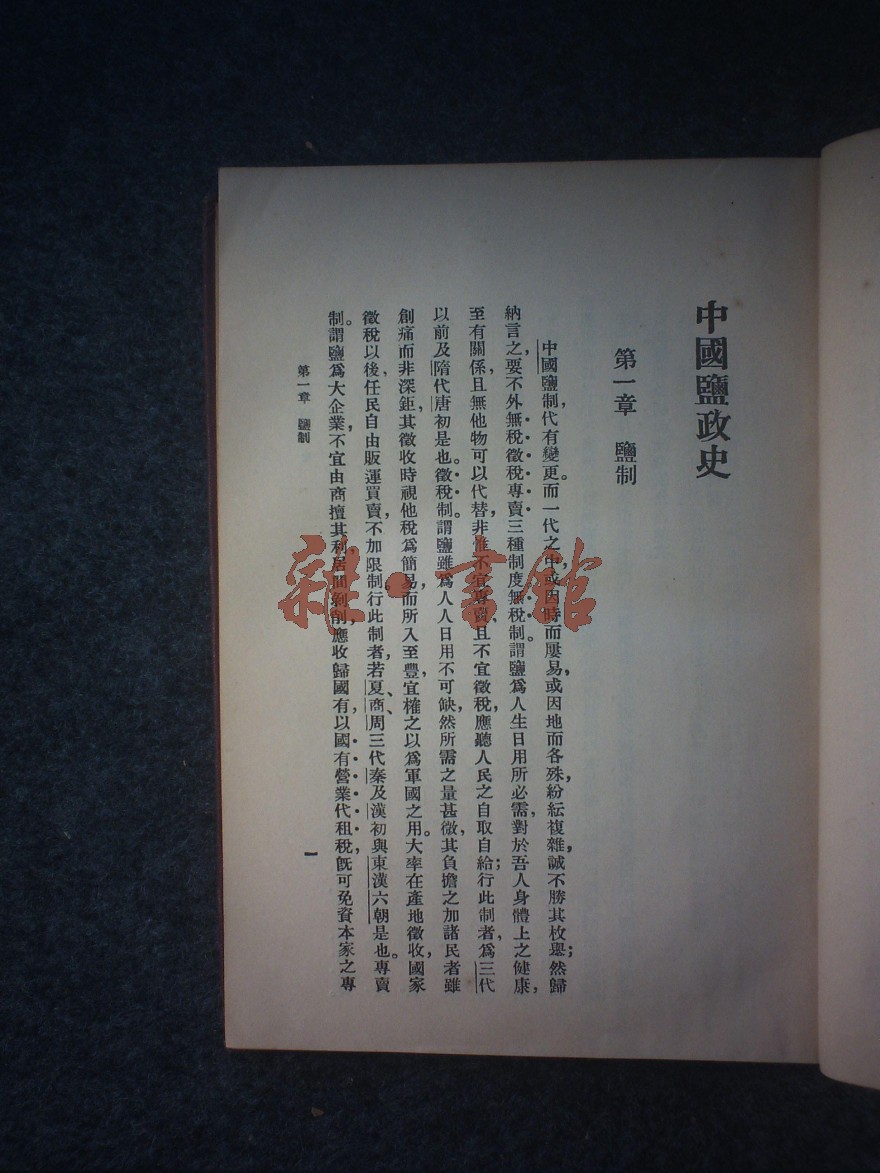 中國鹽政史
第一章 鹽制
中國鹽制，代有變更。而一代之中，或因時而屢易，或因地而各殊，紛紜複雜，誠不勝其枚舉；然歸
納言之，要不外無稅徵稅專賣三種制度。無稅制。謂鹽爲人生日用所必需，對於吾人身體上之健康，
至有關係，且無他物可以代替，非惟不宜專賣，且不宜徵稅，應聽人民之自取自給；行此制者，爲三代
以前及隋代唐初是也。徵稅制。謂鹽雖爲人人日用不可缺，然所需之量甚微，其負擔之加諸民者雖
創痛而非深鉅，其徵收時視他稅爲簡易，而所入至豐，宜榷之以爲軍國之用。大率在產地徵收，國家
徵稅以後，任民自由販運買賣，不加限制。行此制者，若夏、商、周三代秦及漢初與東漢六朝是也。專賣
制。謂鹽爲大企業，不宜由商擅其利，居間剝削，應收歸國有，以國有營業代租稅，旣可免資本家之專
第一章 鹽制
一
雜·書館